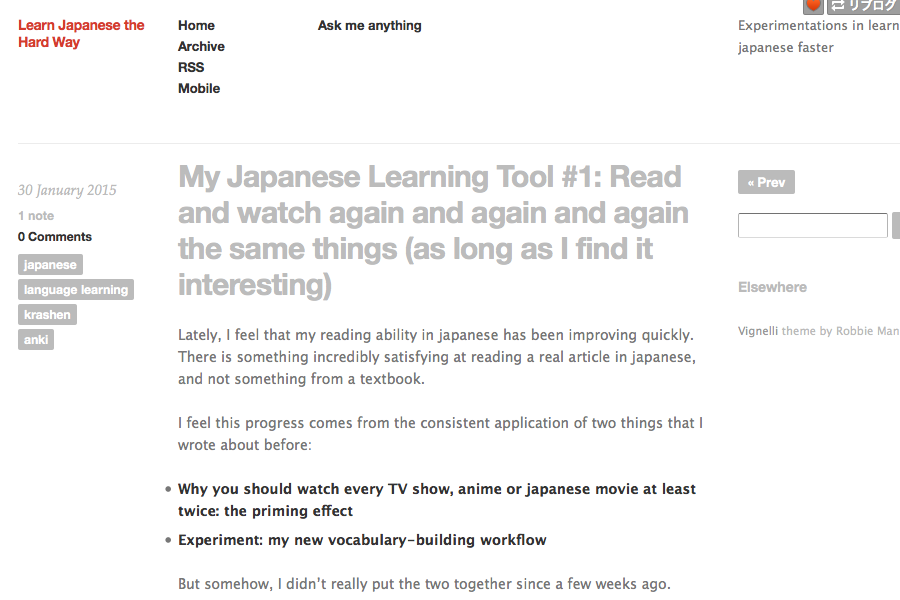 Learn Japanese the
Hard Way
Home
Archive
RSS
Mobile
Ask me anything
リブログ
Experimentations in learn
japanese faster
30 January 2015
1 note
0 Comments
japanese
language learning
krashen
anki
My Japanese Learning Tool #1: Read
and watch again and again and again
the same things (as long as I find it
interesting)
Lately, I feel that my reading ability in japanese has been improving quickly.
There is something incredibly satisfying at reading a real article in japanese,
and not something from a textbook.
I feel this progress comes from the consistent application of two things that I
wrote about before:
• Why you should watch every TV show, anime or japanese movie at least
twice: the priming effect
• Experiment: my new vocabulary-building workflow
But somehow, I didn't really put the two together since a few weeks ago.
« Prev
Elsewhere
Vignelli theme by Robbie Man